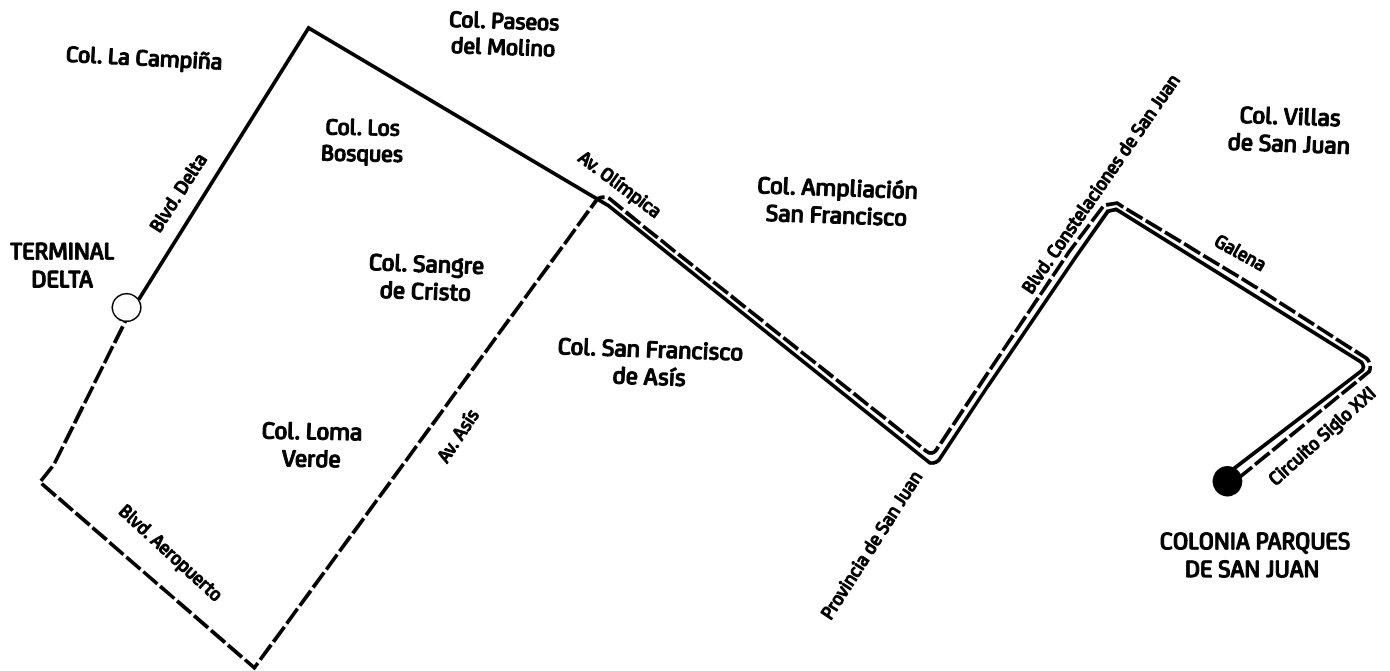 Col. La Campiña
Col. Paseos
del Molino
Col. Los
Bosques
Blvd. Delta
TERMINAL
DELTA
Av. Olímpica
Col. Ampliación
San Francisco
Blvd. Constelaciones de San Juan
Col. Villas
de San Juan
Galena
Col. Sangre
de Cristo
Col. San Francisco
de Asís
Av. Asís
Col. Loma
Verde
Blvd. Aeropuerto
Provincia de San Juan
Circuito Siglo XXI
COLONIA PARQUES
DE SAN JUAN